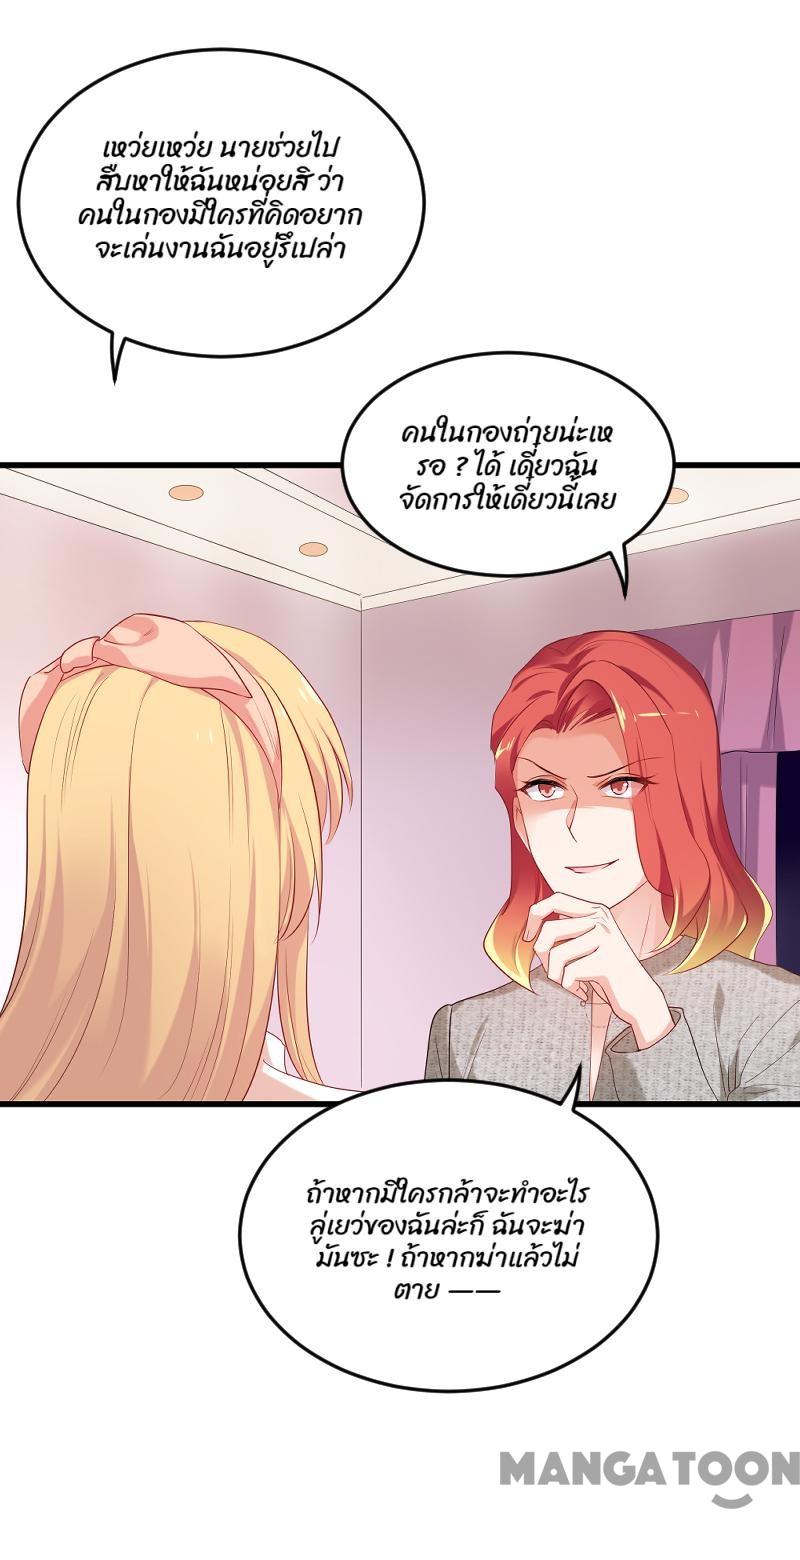 เหว่ยเหว่ย นายช่วยไป
สืบหาให้ฉันหน่อยสิ ว่า
คนในกองมีใครที่คิดอยาก
จะเล่นงานฉันอยู่รึเปล่า
คนในกองถ่ายน่ะเห
รอ ? ได้ เดี๋ยวฉัน
จัดการให้เดี๋ยวนี้เลย
ถ้าหากมีใครกล้าจะทำอะไร
ลู่เยว่ของฉันล่ะก็ ฉันจะฆ่า
มันซะ ! ถ้าหากฆ่าแล้วไม่
ตาย ——
MANGATOON